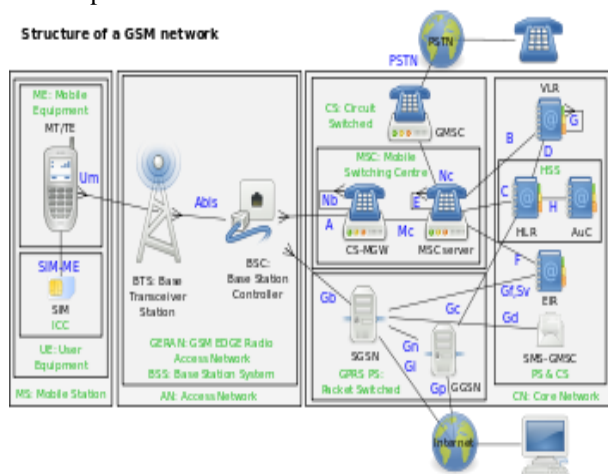 Structure of a GSM network
PSTN
PSTN
ME: Mobile
Equipment
MT/TE
Um
SIM-ME
SIM
ICC
UE: User
Equipment
MS: Mobile Station
Abis
BTS: Base
Transceiver
Station
BSC:
Base Station
Controller
GERAN: GSM EDGE Radio
Access Network
BSS: Base Station System
AN: Access Network
CS: Circuit
Switched
GMSC
MSC: Mobile
Switching Centre
Nc
Nb
E
A
Mc
CS-MGW
MSC server
VLR
G
B
D
HSS
C
H
HLR
AuC
F
EIR
Gf,Sv
Gb
Gc
Gd
SMS-GMSC
PS & CS
SGSN
Gn
Gi
GGSN
Gp
GPRS PS:
Packet Switched
CN: Core Network
Internet